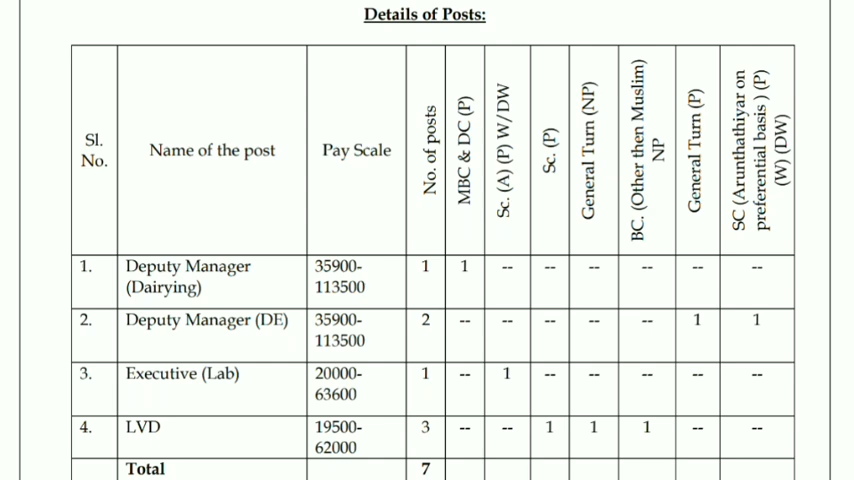 Details of Posts:
Sl. No. | Name of the post | Pay Scale | No. of posts | MBC & DC (P) | Sc. (A) (P) W/DW | Sc. (P) | General Turn (NP) | BC. (Other then Muslim) NP | General Turn (P) | SC (Arunthathiyar on preferential basis ) (P) (W) (DW)
1. | Deputy Manager (Dairying) | 35900-113500 | 1 | 1 | -- | -- | -- | -- | -- | --
2. | Deputy Manager (DE) | 35900-113500 | 2 | -- | -- | -- | -- | -- | 1 | 1
3. | Executive (Lab) | 20000-63600 | 1 | -- | 1 | -- | -- | -- | -- | --
4. | LVD | 19500-62000 | 3 | -- | -- | 1 | 1 | 1 | -- | --
Total | 7